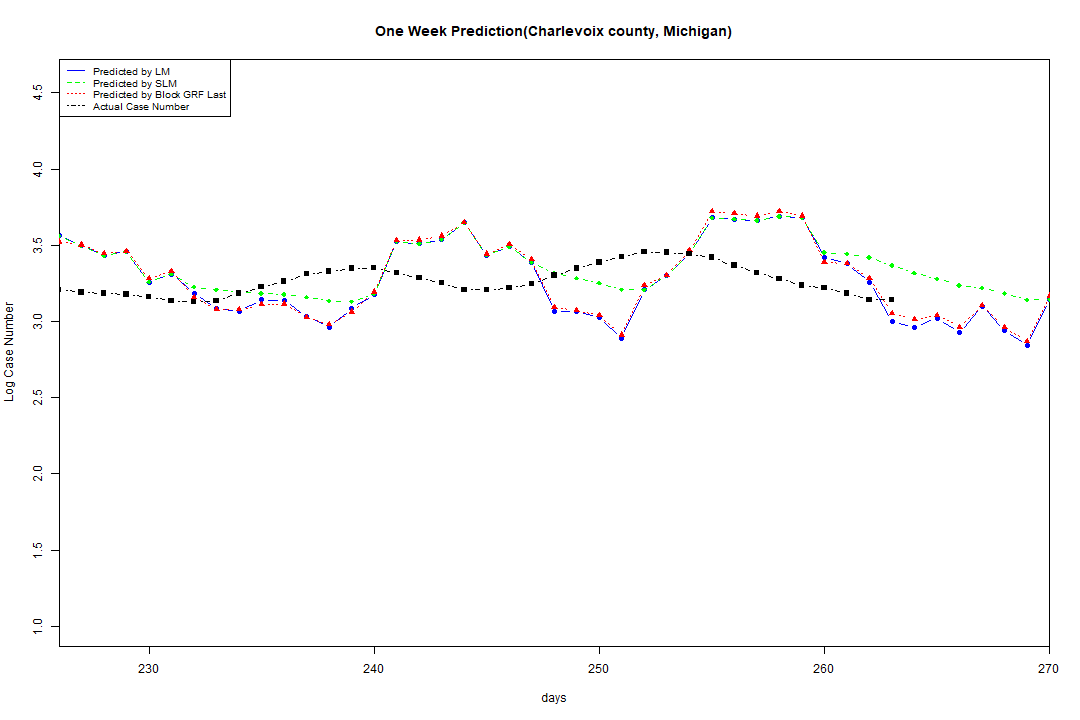 One Week Prediction(Charlevoix county, Michigan)
Predicted by LM
Predicted by SLM
Predicted by Block GRF Last
Actual Case Number
4.5
4.0
3.5
3.0
2.5
2.0
1.5
1.0
Log Case Number
230 240 250 260 270
days